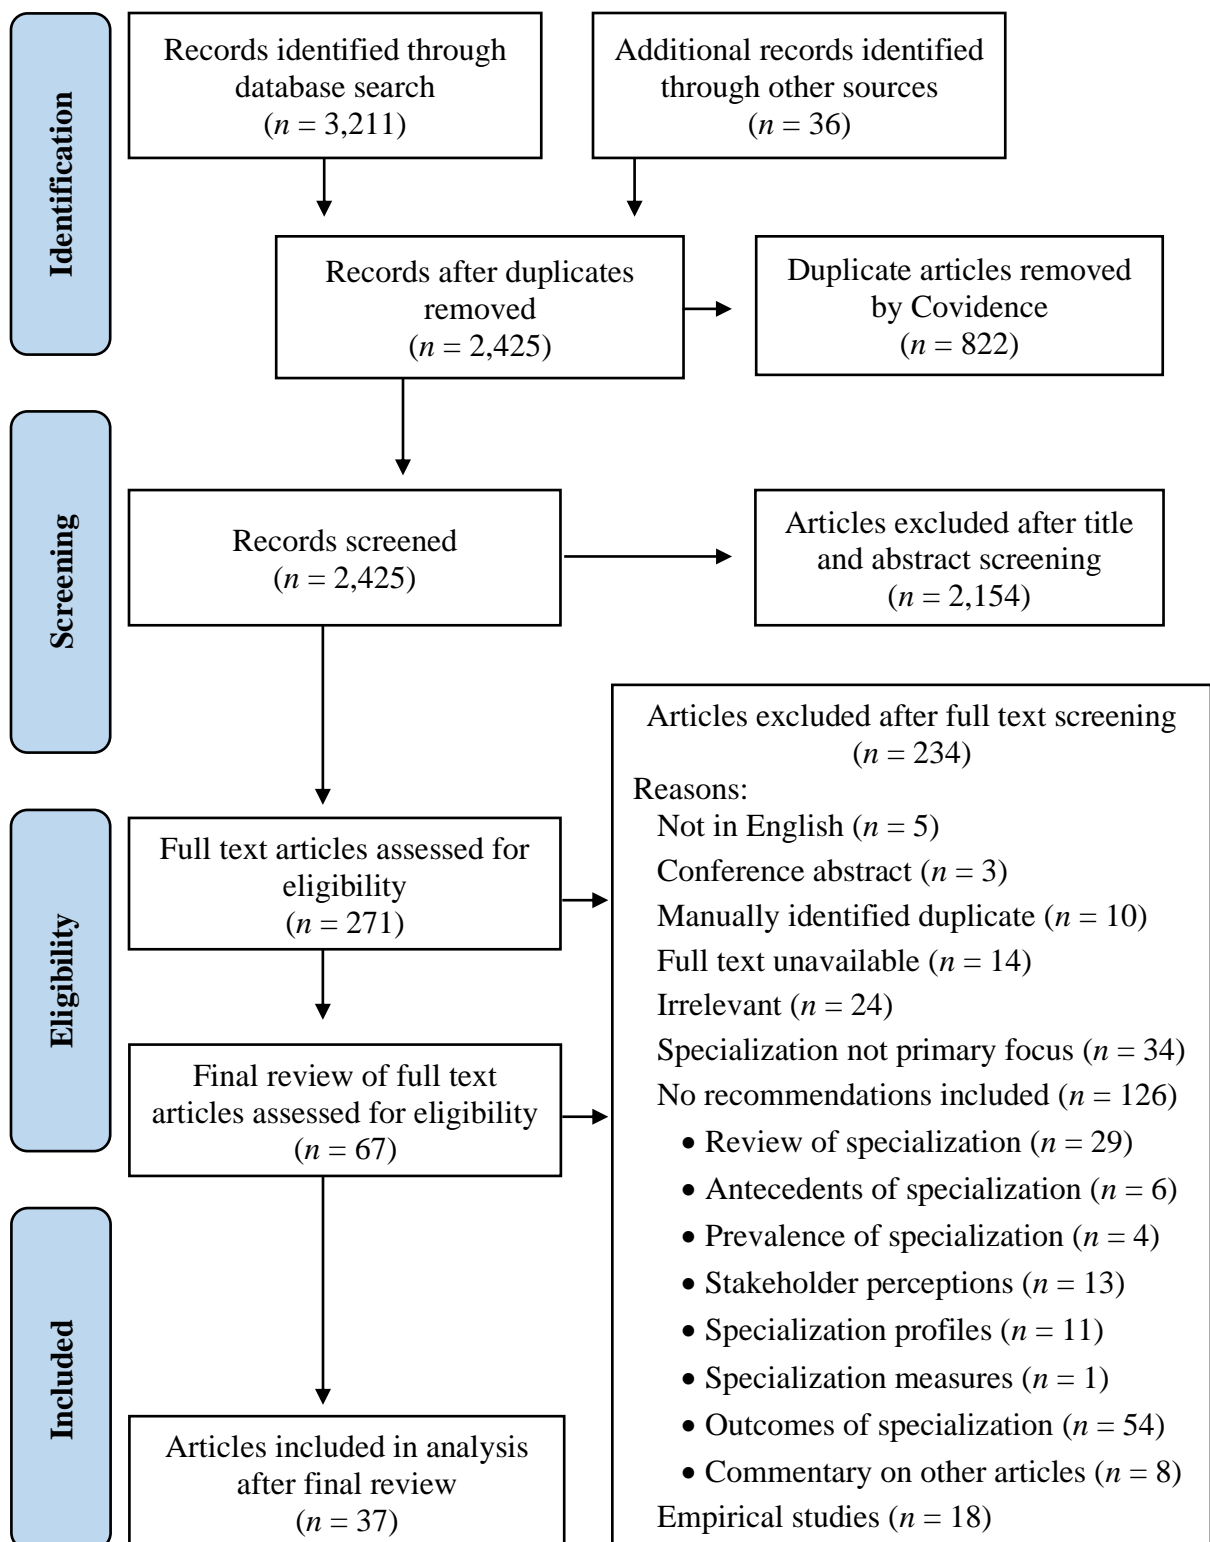 Identification
Records identified through
database search
(n = 3,211)
Additional records identified
through other sources
(n = 36)
Records after duplicates
removed
(n = 2,425)
Duplicate articles removed
by Covidence
(n = 822)
Screening
Records screened
(n = 2,425)
Articles excluded after title
and abstract screening
(n = 2,154)
Eligibility
Full text articles assessed for
eligibility
(n = 271)
Final review of full text
articles assessed for eligibility
(n = 67)
Articles excluded after full text screening
(n = 234)
Reasons:
Not in English (n = 5)
Conference abstract (n = 3)
Manually identified duplicate (n = 10)
Full text unavailable (n = 14)
Irrelevant (n = 24)
Specialization not primary focus (n = 34)
No recommendations included (n = 126)
• Review of specialization (n = 29)
• Antecedents of specialization (n = 6)
• Prevalence of specialization (n = 4)
• Stakeholder perceptions (n = 13)
• Specialization profiles (n = 11)
• Specialization measures (n = 1)
• Outcomes of specialization (n = 54)
• Commentary on other articles (n = 8)
Empirical studies (n = 18)
Included
Articles included in analysis
after final review
(n = 37)